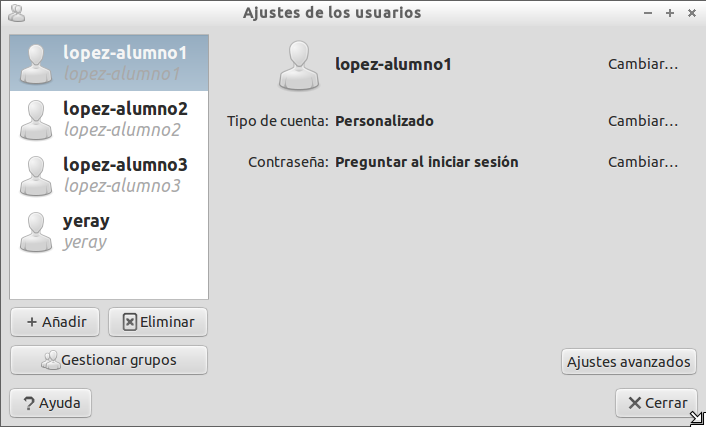 Ajustes de los usuarios
lopez-alumno1
lopez-alumno1
lopez-alumno2
lopez-alumno2
lopez-alumno3
lopez-alumno3
yeray
yeray
+ Añadir
Eliminar
Gestionar grupos
? Ayuda
lopez-alumno1
Cambiar...
Tipo de cuenta: Personalizado
Cambiar...
Contraseña: Preguntar al iniciar sesión
Cambiar...
Ajustes avanzados
Cerrar